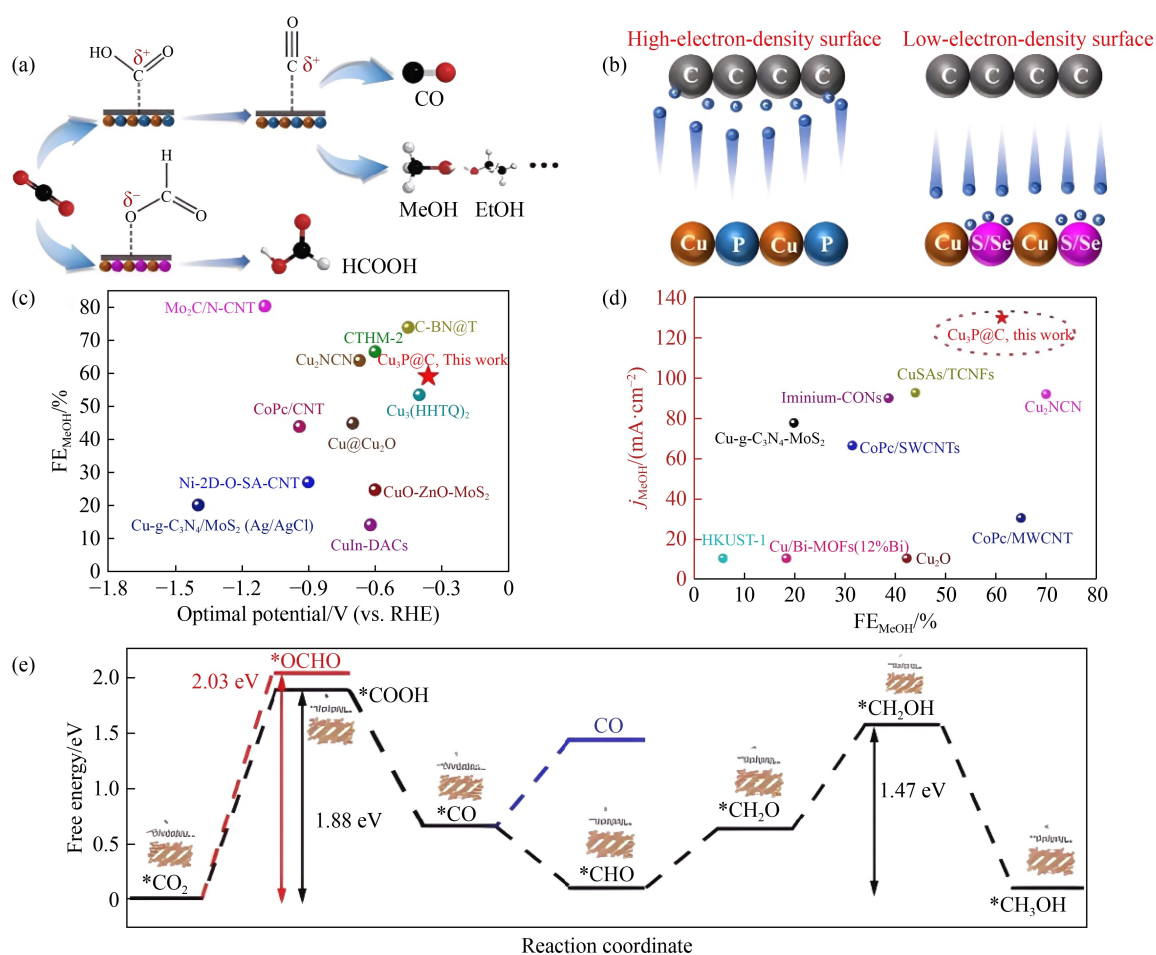 (a)
HO
O
δ⁺
C
O
C
δ⁺
CO
H
δ⁻
O
O
MeOH EtOH
HCOOH
(b)
High-electron-density surface
Low-electron-density surface
C C C C
C C C C
e e e e e e
Cu P Cu P
Cu S/Se Cu S/Se
(c)
FE_MeOH/%
80
70
60
50
40
30
20
10
0
Mo₂C/N-CNT
C-BN@T
CTHM-2
Cu₂NCN
Cu₃P@C, This work
Cu₃(HHTQ)₂
CoPc/CNT
Cu@Cu₂O
Ni-2D-O-SA-CNT
CuO-ZnO-MoS₂
Cu-g-C₃N₄/MoS₂ (Ag/AgCl)
CuIn-DACs
−1.8 −1.5 −1.2 −0.9 −0.6 −0.3 0
Optimal potential/V (vs. RHE)
(d)
j_MeOH/(mA·cm⁻²)
140
120
100
80
60
40
20
0
Cu₃P@C, this work
CuSAs/TCNFs
Iminium-CONs
Cu₂NCN
Cu-g-C₃N₄-MoS₂
CoPc/SWCNTs
CoPc/MWCNT
HKUST-1
Cu/Bi-MOFs(12%Bi)
Cu₂O
0 10 20 30 40 50 60 70 80
FE_MeOH/%
(e)
Free energy/eV
2.0
1.5
1.0
0.5
0
*OCHO
2.03 eV
*COOH
1.88 eV
*CO₂
*CO
CO
*CHO
*CH₂O
*CH₂OH
1.47 eV
*CH₃OH
Reaction coordinate